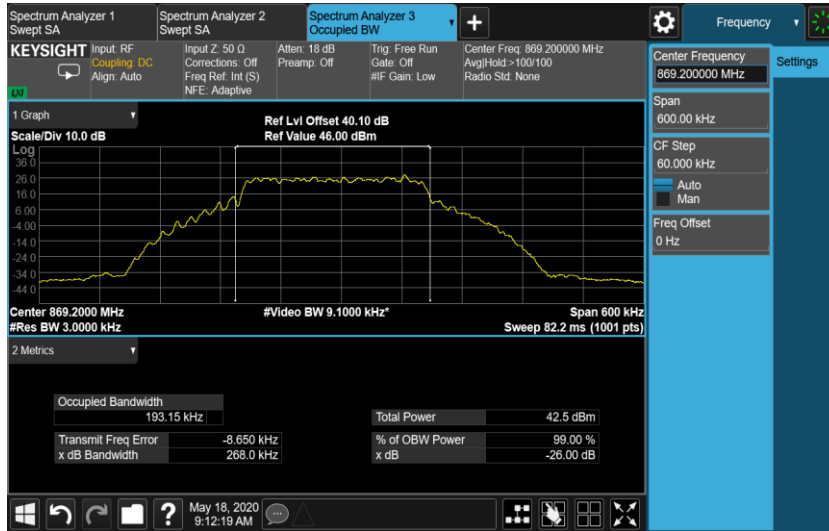 Spectrum Analyzer 1
Swept SA
Spectrum Analyzer 2
Swept SA
Spectrum Analyzer 3
Occupied BW
Frequency
KEYSIGHT
Input: RF
Coupling: DC
Align: Auto
LXI
Input Z: 50 Ω
Corrections: Off
Freq Ref: Int (S)
NFE: Adaptive
Atten: 18 dB
Preamp: Off
Trig: Free Run
Gate: Off
#IF Gain: Low
Center Freq: 869.200000 MHz
Avg|Hold:>100/100
Radio Std: None
1 Graph
Scale/Div 10.0 dB
Ref Lvl Offset 40.10 dB
Ref Value 46.00 dBm
Log
36.0
26.0
16.0
6.00
-4.00
-14.0
-24.0
-34.0
-44.0
Center 869.2000 MHz
#Res BW 3.0000 kHz
#Video BW 9.1000 kHz*
Span 600 kHz
Sweep 82.2 ms (1001 pts)
2 Metrics
Occupied Bandwidth
193.15 kHz
Transmit Freq Error -8.650 kHz
x dB Bandwidth 268.0 kHz
Total Power 42.5 dBm
% of OBW Power 99.00 %
x dB -26.00 dB
Center Frequency
869.200000 MHz
Settings
Span
600.00 kHz
CF Step
60.000 kHz
Auto
Man
Freq Offset
0 Hz
?
May 18, 2020
9:12:19 AM